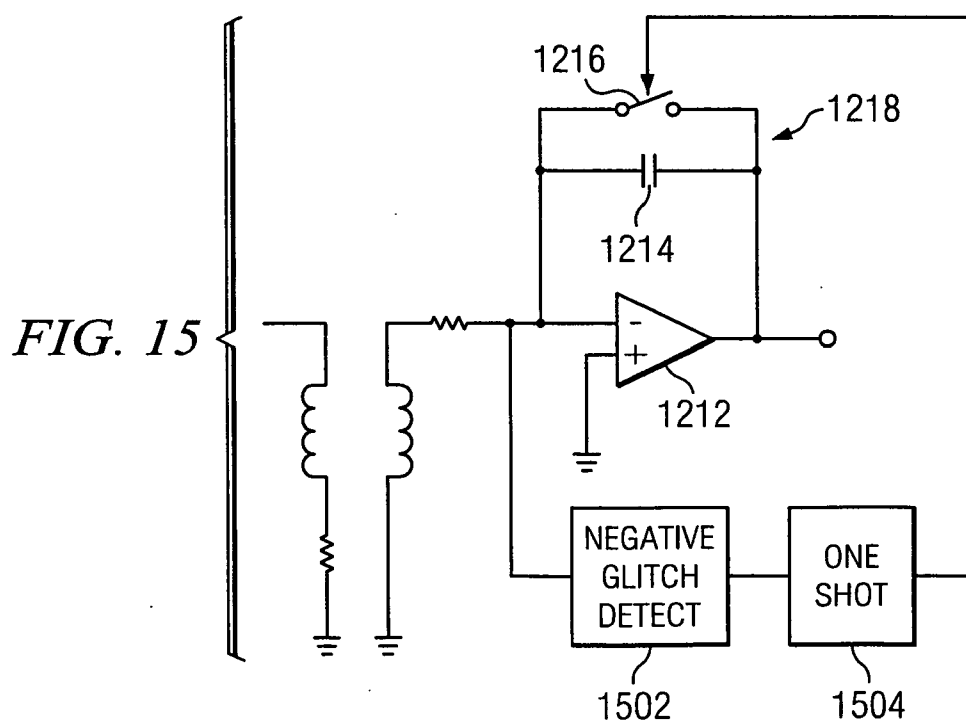 1216
1218
1214
FIG. 15
-
+
1212
NEGATIVE
GLITCH
DETECT
ONE
SHOT
1502
1504